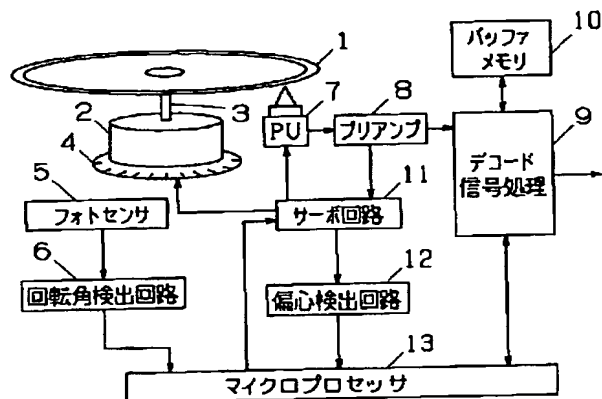 1
2
3
4
5
フォトセンサ
6
回転角検出回路
7
PU
8
プリアンプ
9
デコード
信号処理
10
バッファ
メモリ
11
サーボ回路
12
偏心検出回路
13
マイクロプロセッサ